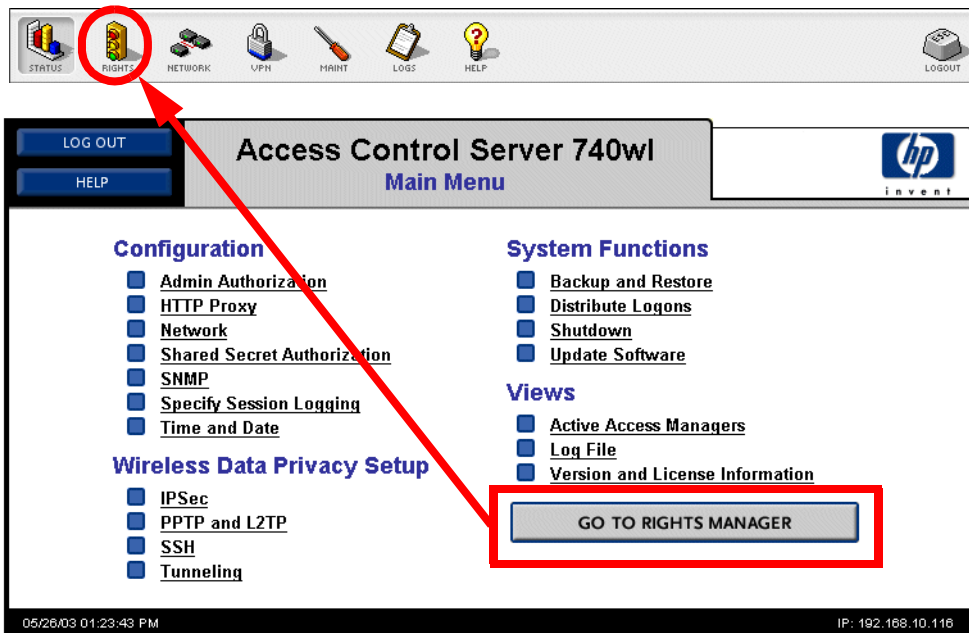 STATUS RIGHTS NETWORK VPN MAINT LOGS HELP LOGOUT
LOG OUT
HELP
Access Control Server 740wl
Main Menu
hp
invent
Configuration
Admin Authorization
HTTP Proxy
Network
Shared Secret Authorization
SNMP
Specify Session Logging
Time and Date
Wireless Data Privacy Setup
IPSec
PPTP and L2TP
SSH
Tunneling
System Functions
Backup and Restore
Distribute Logons
Shutdown
Update Software
Views
Active Access Managers
Log File
Version and License Information
GO TO RIGHTS MANAGER
05/26/03 01:23:43 PM
IP: 192.168.10.116